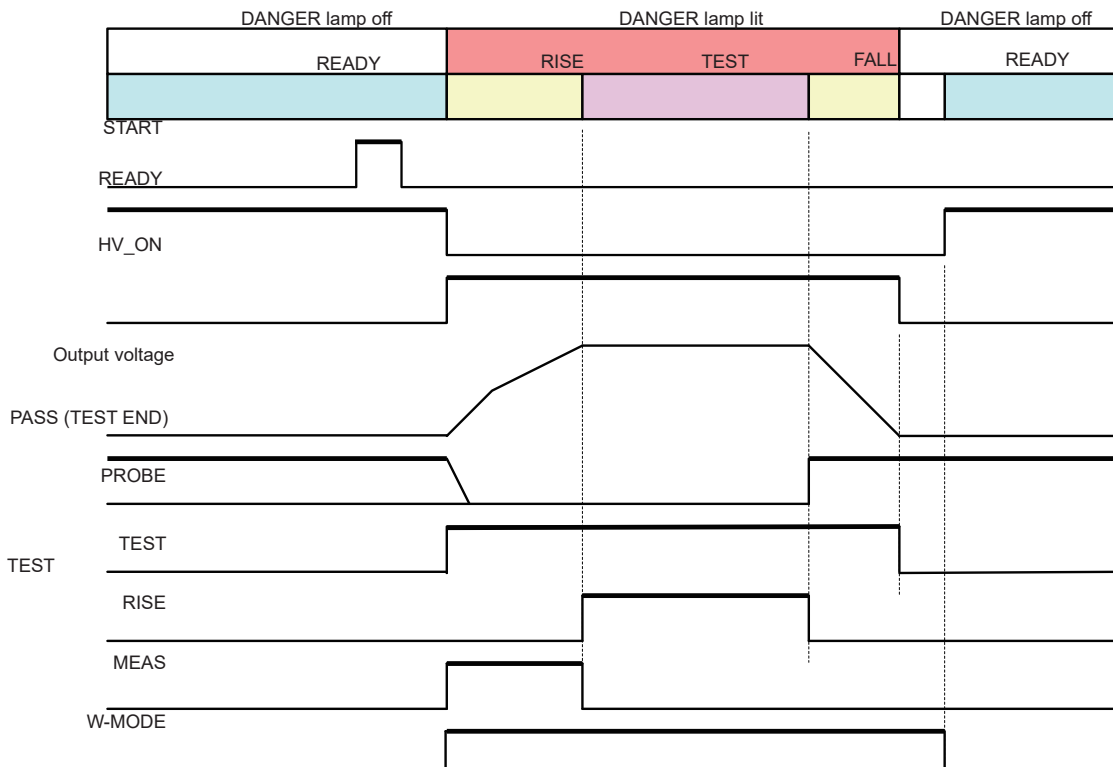 DANGER lamp off
DANGER lamp lit
DANGER lamp off
READY
RISE
TEST
FALL
READY
START
READY
HV_ON
Output voltage
PASS (TEST END)
PROBE
TEST
TEST
RISE
MEAS
W-MODE